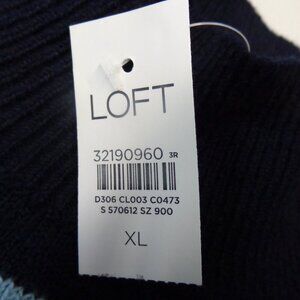 LOFT
32190960 3R
D306 CL003 C0473
S 570612 SZ 900
XL